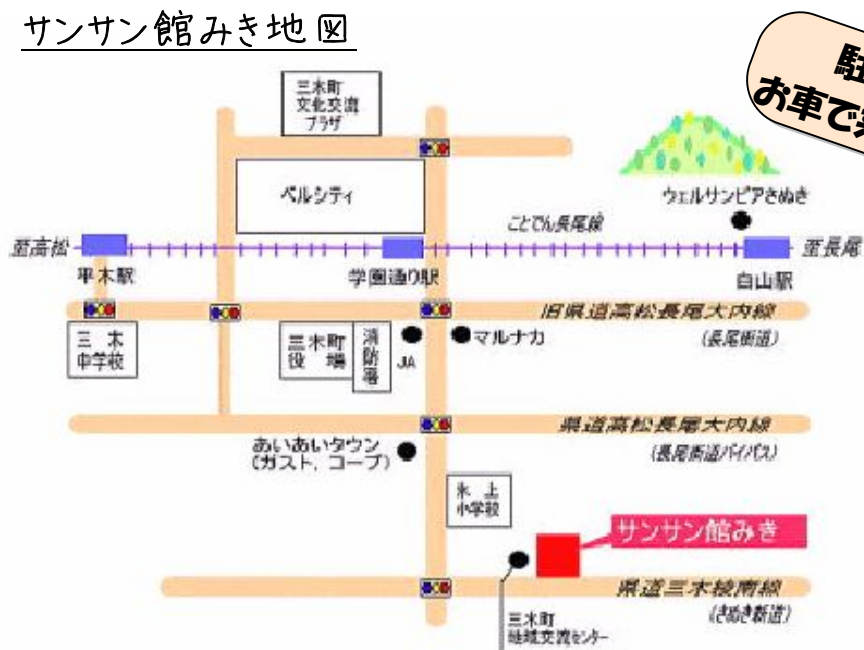 サンサン館みき地図
駐
お車で
三木町
文化交流
プラザ
ベルシティ
ウェルサンピアさぬき
ことでん長尾線
至高松
至長尾
平木駅
学園通り駅
白山駅
旧県道高松長尾大内線
(長尾街道)
三木
中学校
三木町
役場
消防署
JA
マルナカ
県道高松長尾大内線
(長尾街道バイパス)
あいあいタウン
(ガスト、コープ)
氷上
小学校
サンサン館みき
県道三木綾南線
(さぬき新道)
三木町
地域交流センター